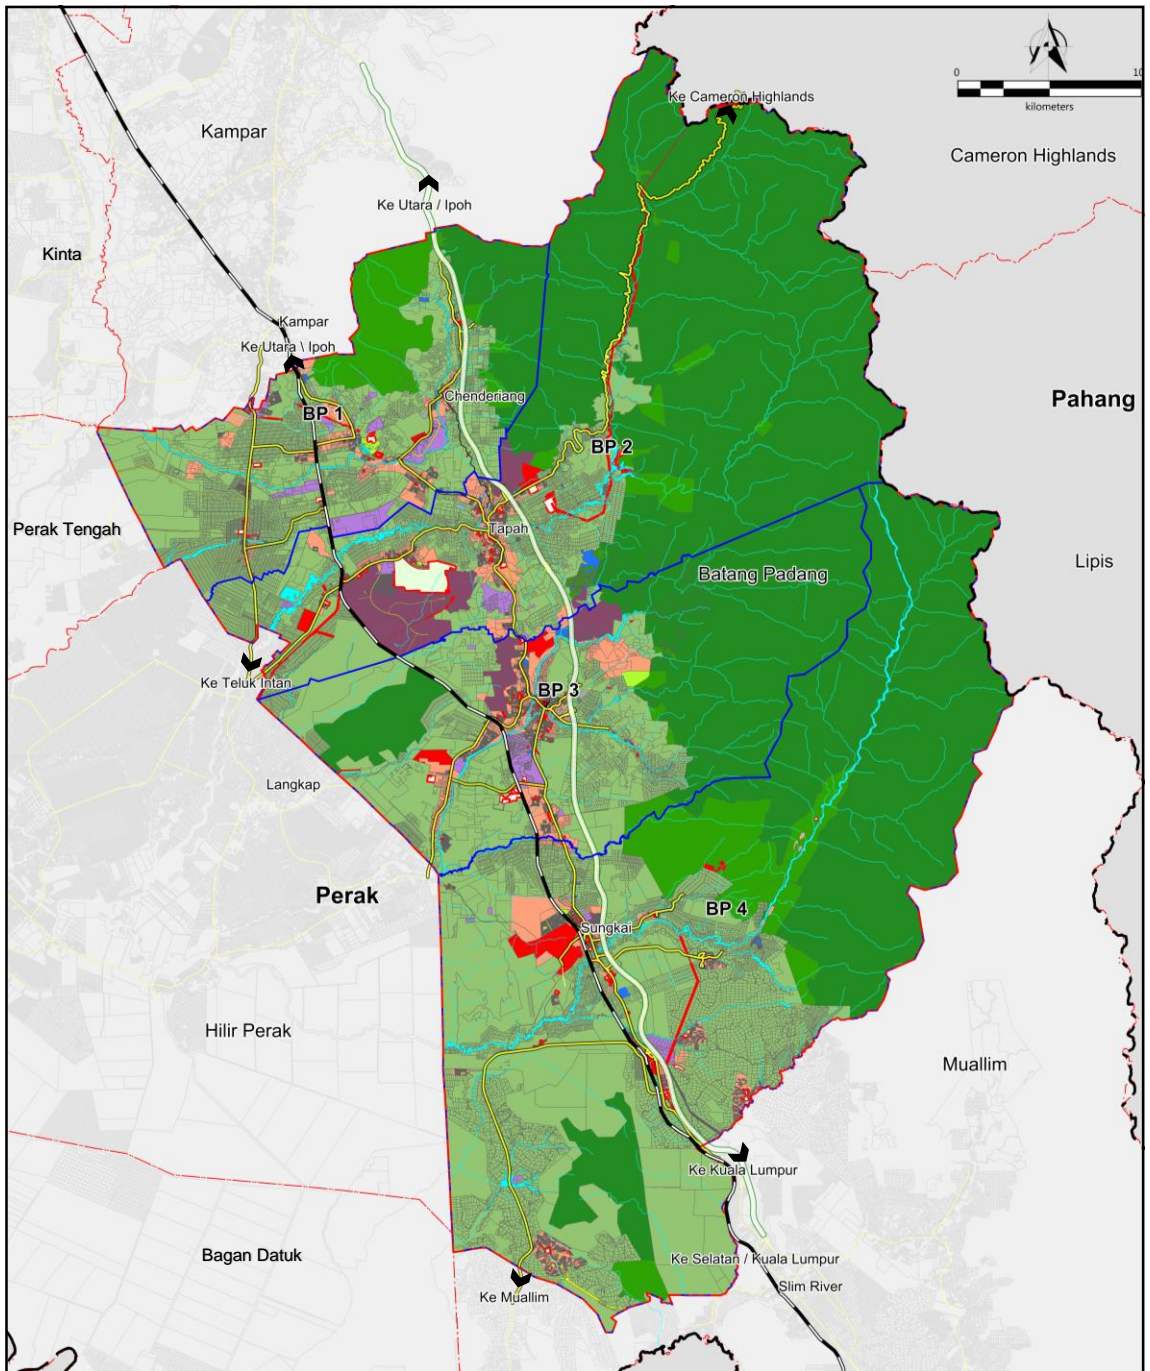 0
10
kilometers
Ke Cameron Highlands
Kampar
Cameron Highlands
Ke Utara / Ipoh
Kinta
Kampar
Ke Utara \ Ipoh
Chenderiang
Pahang
BP 1
BP 2
Perak Tengah
Tapah
Lipis
Batang Padang
Ke Teluk Intan
BP 3
Langkap
Perak
BP 4
Sungkai
Hilir Perak
Muallim
Ke Kuala Lumpur
Bagan Datuk
Ke Selatan / Kuala Lumpur
Slim River
Ke Muallim